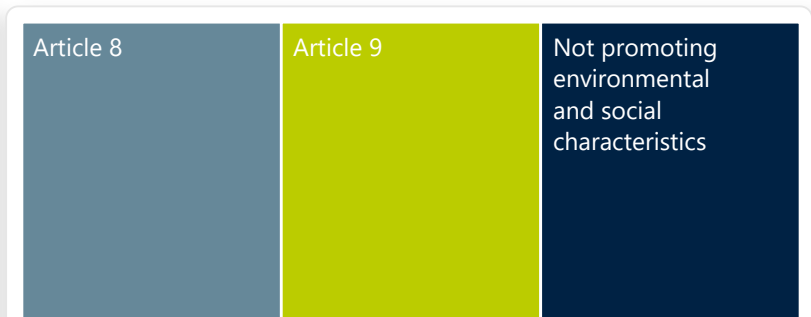 Article 8
Article 9
Not promoting
environmental
and social
characteristics